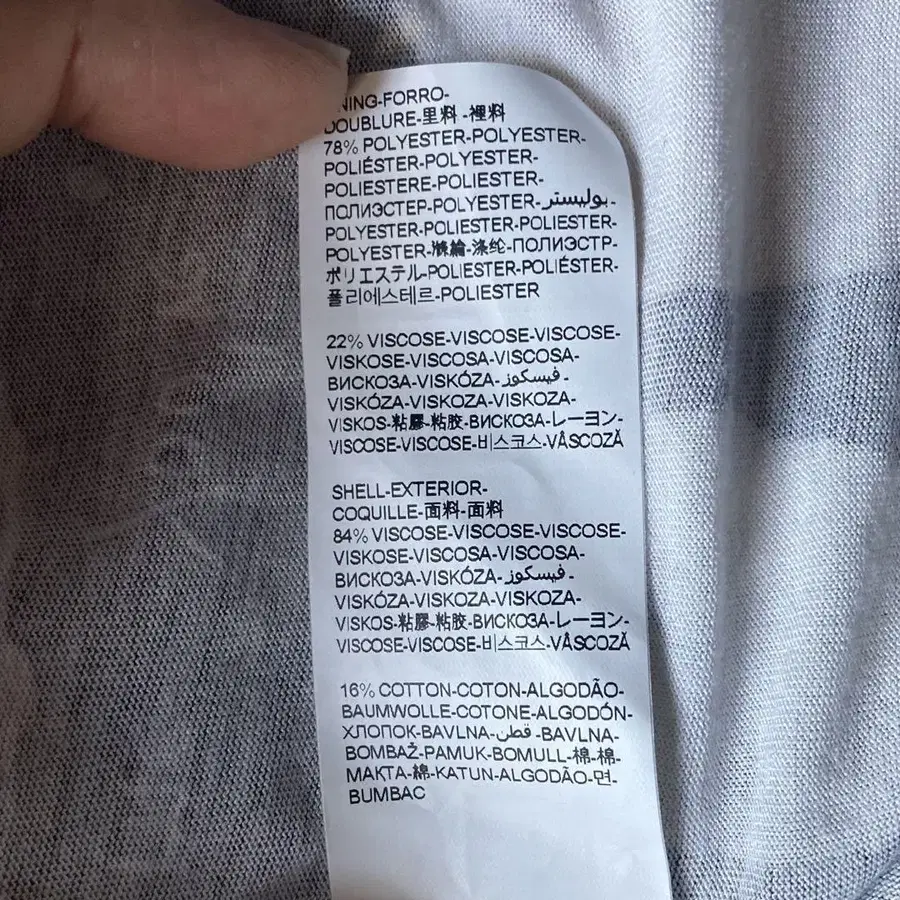 NING-FORRO-
DOUBLURE-里料-裡料
78% POLYESTER-POLYESTER-
POLIÉSTER-POLYESTER-
POLIESTERE-POLIESTER-
ПОЛИЭСТЕР-POLYESTER-بوليستر-
POLYESTER-POLIESTER-POLIESTER-
POLYESTER-滌綸-涤纶-ПОЛИЭСТР-
ポリエステル-POLIESTER-POLIÉSTER-
폴리에스테르-POLIESTER
22% VISCOSE-VISCOSE-VISCOSE-
VISKOSE-VISCOSA-VISCOSA-
ВИСКОЗА-VISKÓZA-فيسكوز-
VISKÓZA-VISKOZA-VISKOZA-
VISKOS-粘膠-粘胶-ВИСКОЗА-レーヨン-
VISCOSE-VISCOSE-비스코스-VÂSCOZĂ
SHELL-EXTERIOR-
COQUILLE-面料-面料
84% VISCOSE-VISCOSE-VISCOSE-
VISKOSE-VISCOSA-VISCOSA-
ВИСКОЗА-VISKÓZA-فيسكوز-
VISKÓZA-VISKOZA-VISKOZA-
VISKOS-粘膠-粘胶-ВИСКОЗА-レーヨン-
VISCOSE-VISCOSE-비스코스-VÂSCOZĂ
16% COTTON-COTON-ALGODÃO-
BAUMWOLLE-COTONE-ALGODÓN-
ХЛОПОК-BAVLNA-قطن-BAVLNA-
BOMBAŽ-PAMUK-BOMULL-棉-棉-
МАҚТА-綿-KATUN-ALGODÃO-면-
BUMBAC